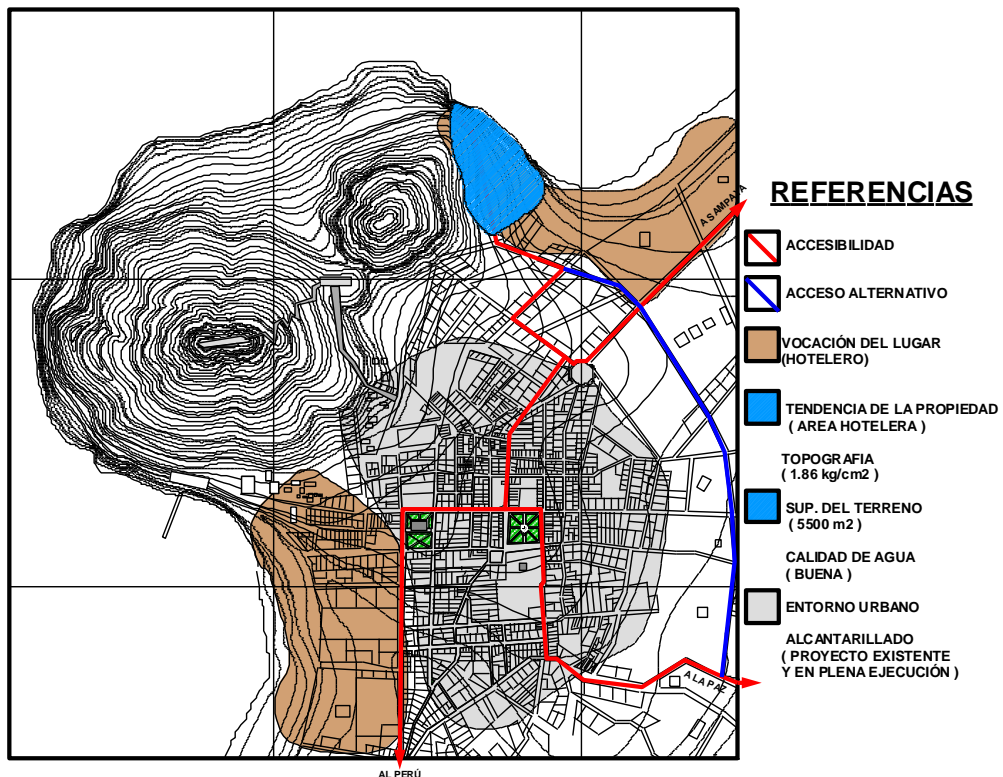 A SAMPAYA
REFERENCIAS
ACCESIBILIDAD
ACCESO ALTERNATIVO
VOCACIÓN DEL LUGAR
(HOTELERO)
TENDENCIA DE LA PROPIEDAD
( AREA HOTELERA )
TOPOGRAFIA
( 1.86 kg/cm2 )
SUP. DEL TERRENO
( 5500 m2 )
CALIDAD DE AGUA
( BUENA )
ENTORNO URBANO
ALCANTARILLADO
( PROYECTO EXISTENTE
Y EN PLENA EJECUCIÓN )
A LA PAZ
AL PERÚ